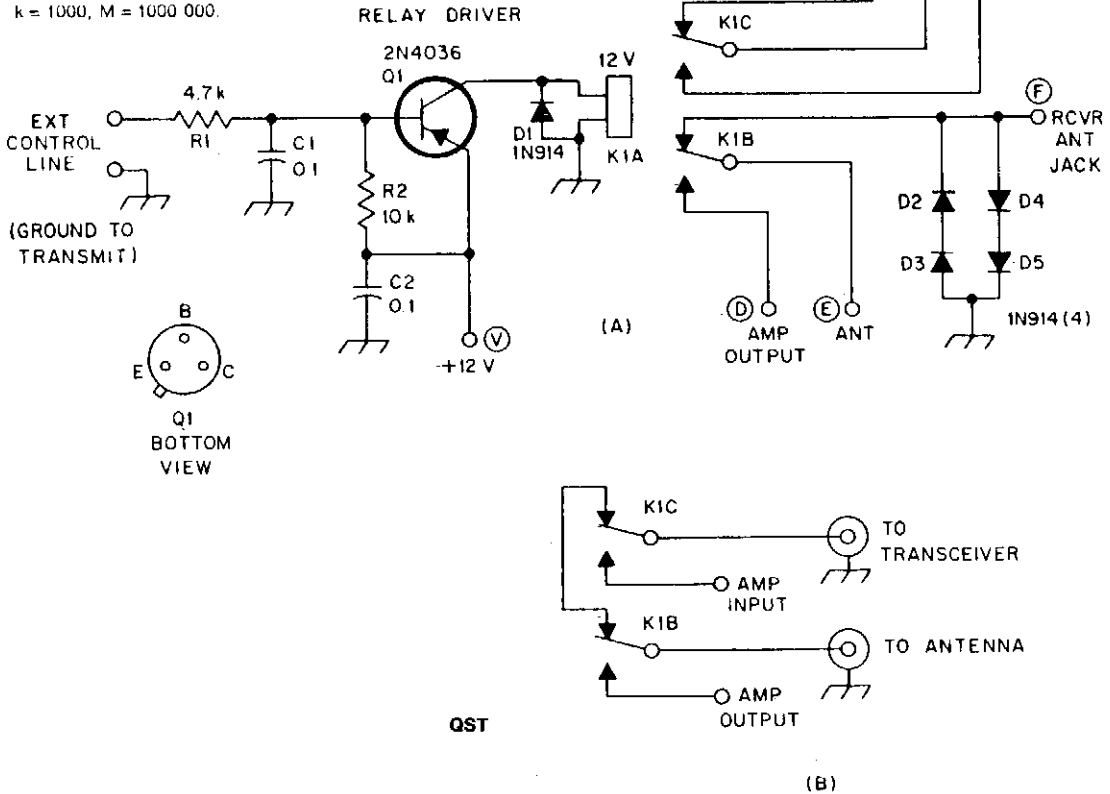 k = 1000, M = 1000 000.
RELAY DRIVER
2N4036
Q1
4.7k
R1
EXT
CONTROL
LINE
(GROUND TO
TRANSMIT)
C1
0.1
R2
10k
C2
0.1
D1
1N914
12 V
K1A
K1C
K1B
F
RCVR
ANT
JACK
D2
D4
D3
D5
1N914 (4)
V
+12 V
(A)
D
AMP
OUTPUT
E
ANT
B
E
C
Q1
BOTTOM
VIEW
K1C
TO
TRANSCEIVER
AMP
INPUT
K1B
TO ANTENNA
AMP
OUTPUT
QST
(B)